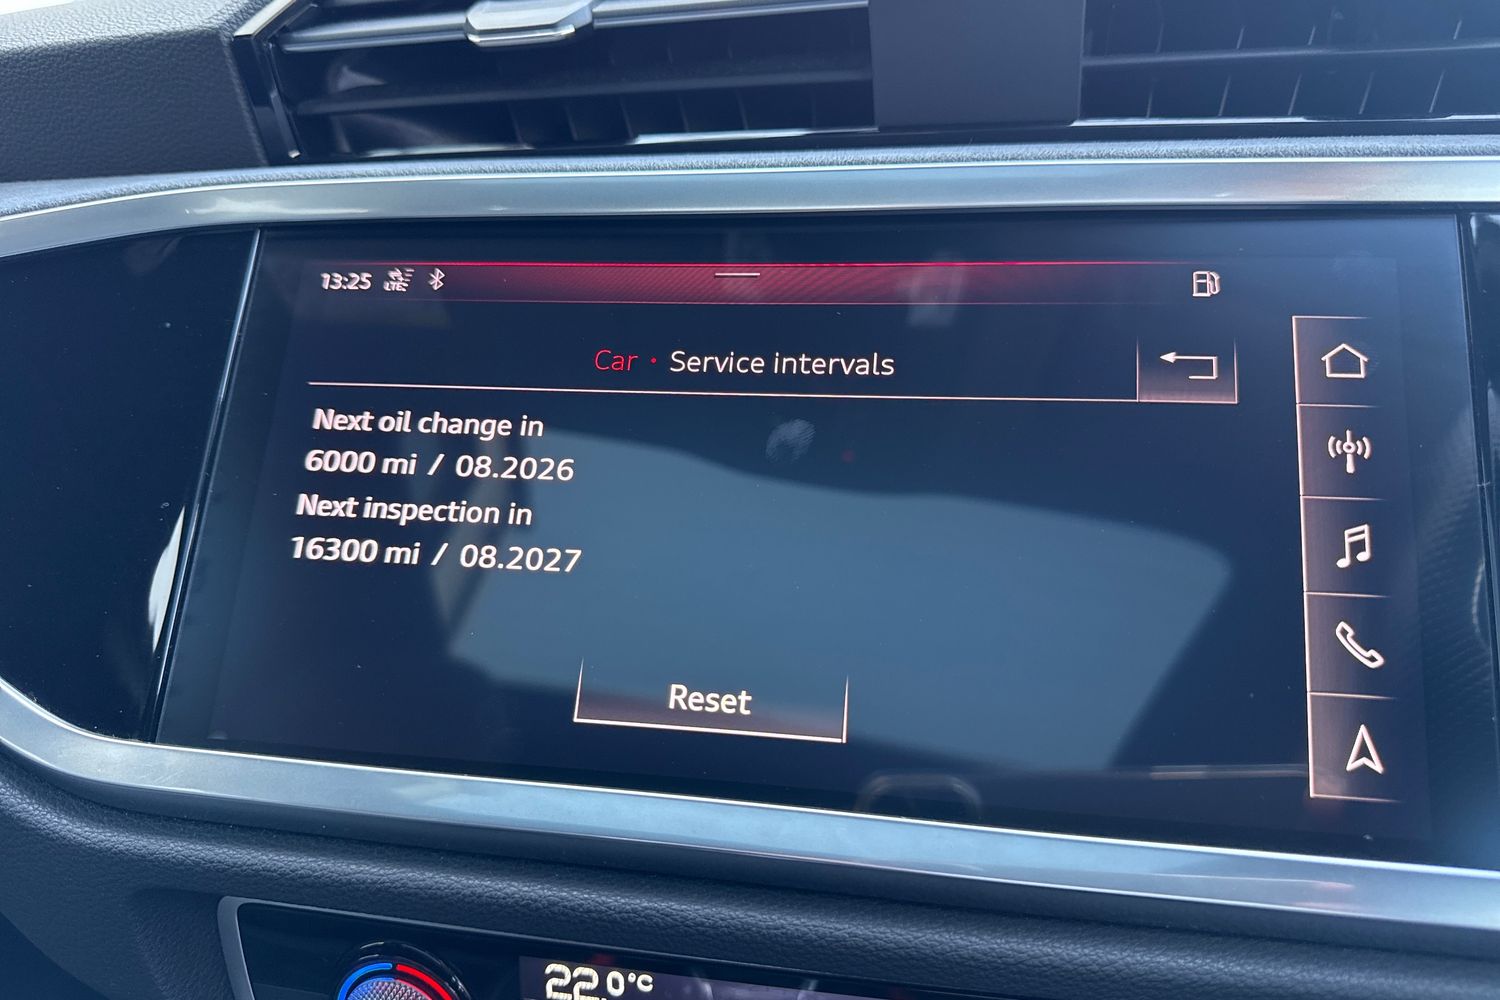 13:25 LTE
Car · Service intervals
Next oil change in
6000 mi / 08.2026
Next inspection in
16300 mi / 08.2027
Reset
22.0°C